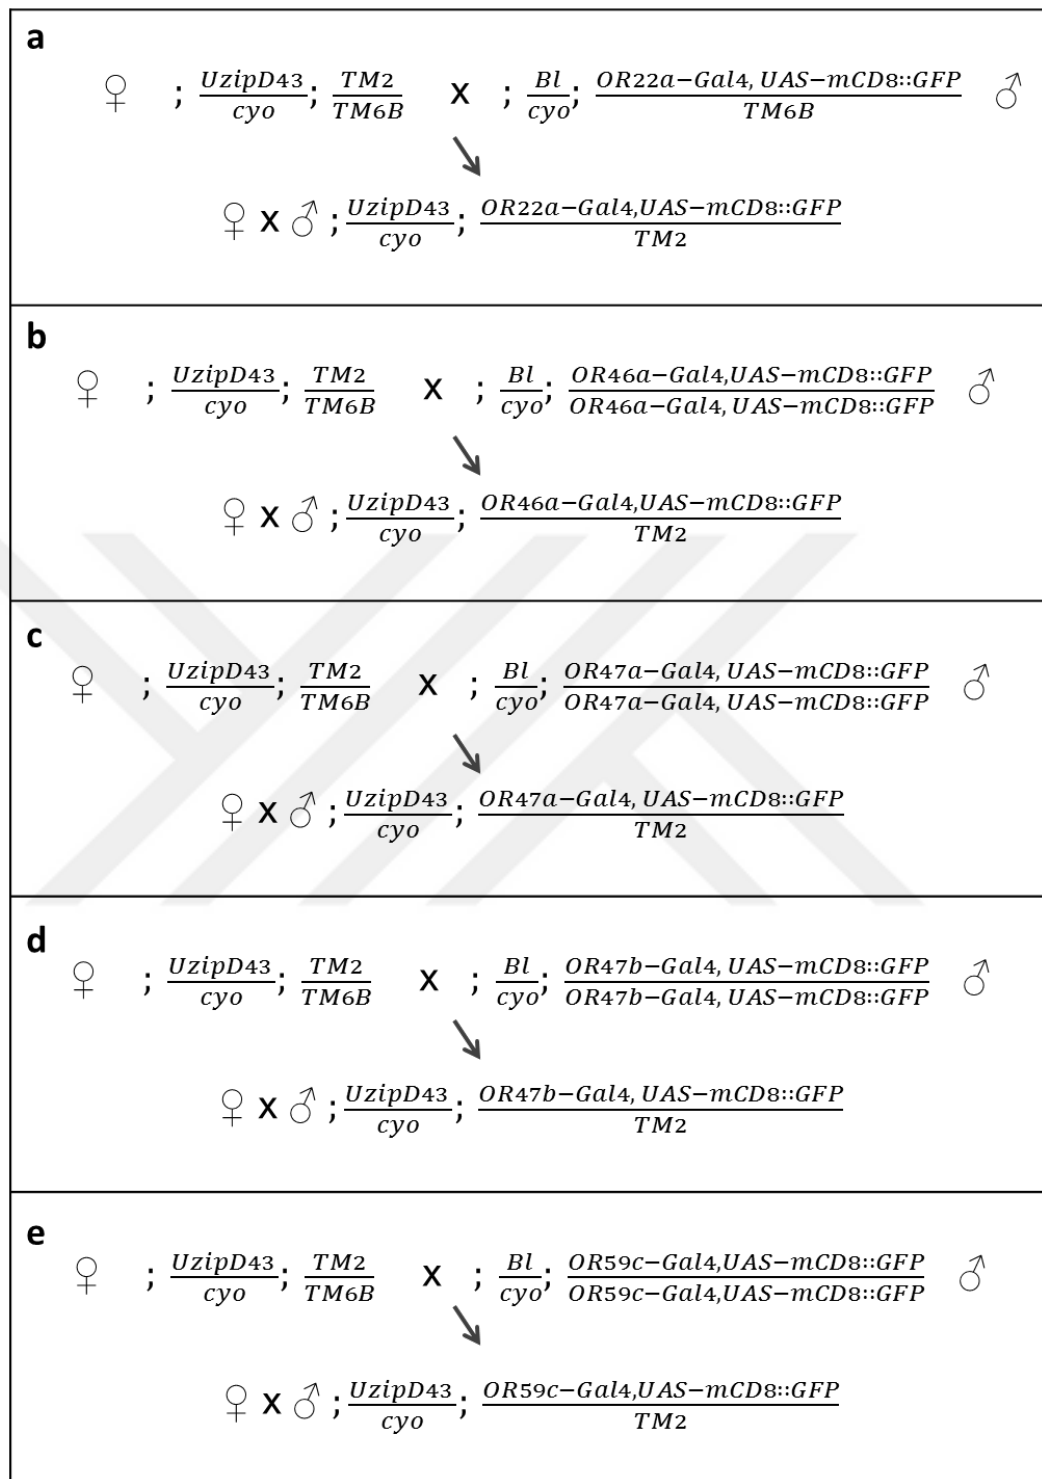 a
♀ ; UzipD43/cyo; TM2/TM6B x ; Bl/cyo; OR22a−Gal4, UAS−mCD8::GFP/TM6B ♂
♀ x ♂ ; UzipD43/cyo; OR22a−Gal4,UAS−mCD8::GFP/TM2
b
♀ ; UzipD43/cyo; TM2/TM6B x ; Bl/cyo; OR46a−Gal4,UAS−mCD8::GFP/OR46a−Gal4, UAS−mCD8::GFP ♂
♀ x ♂ ; UzipD43/cyo; OR46a−Gal4,UAS−mCD8::GFP/TM2
c
♀ ; UzipD43/cyo; TM2/TM6B x ; Bl/cyo; OR47a−Gal4, UAS−mCD8::GFP/OR47a−Gal4, UAS−mCD8::GFP ♂
♀ x ♂ ; UzipD43/cyo; OR47a−Gal4, UAS−mCD8::GFP/TM2
d
♀ ; UzipD43/cyo; TM2/TM6B x ; Bl/cyo; OR47b−Gal4, UAS−mCD8::GFP/OR47b−Gal4, UAS−mCD8::GFP ♂
♀ x ♂ ; UzipD43/cyo; OR47b−Gal4, UAS−mCD8::GFP/TM2
e
♀ ; UzipD43/cyo; TM2/TM6B x ; Bl/cyo; OR59c−Gal4,UAS−mCD8::GFP/OR59c−Gal4,UAS−mCD8::GFP ♂
♀ x ♂ ; UzipD43/cyo; OR59c−Gal4,UAS−mCD8::GFP/TM2